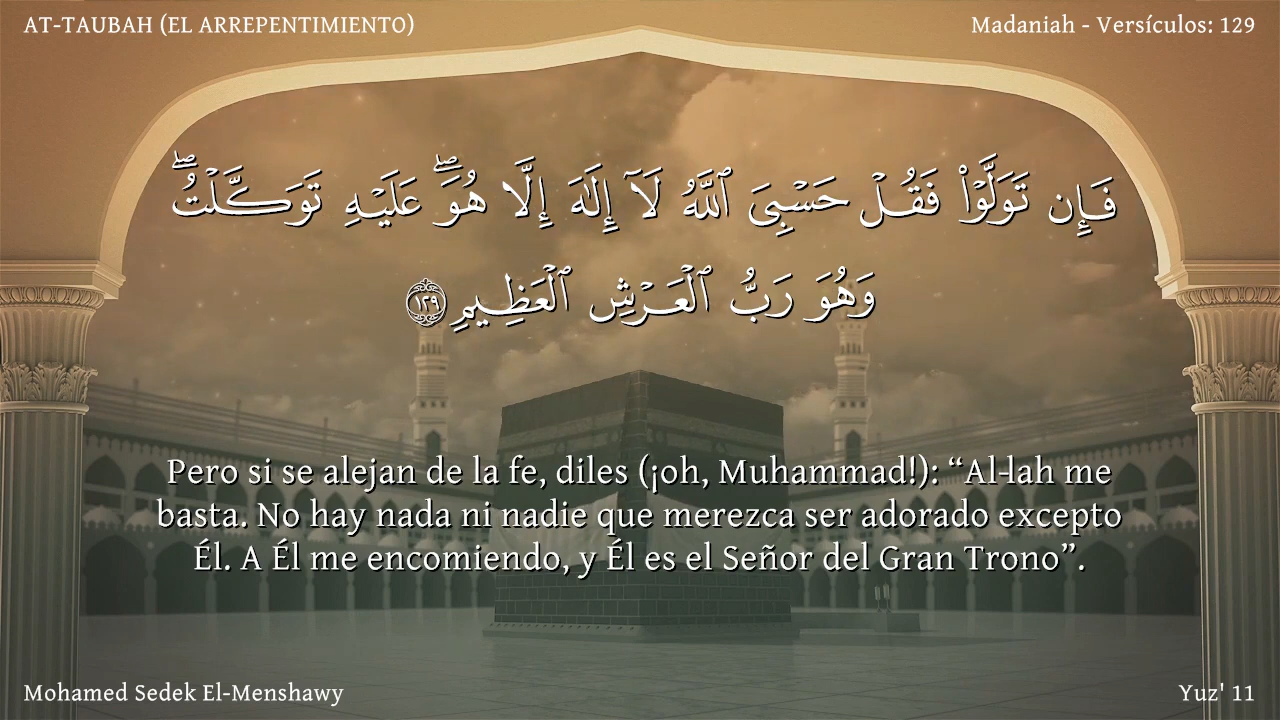 AT-TAUBAH (EL ARREPENTIMIENTO)
Madaniah - Versículos: 129
فَإِن تَوَلَّوْا۟ فَقُلْ حَسْبِىَ ٱللَّهُ لَآ إِلَـٰهَ إِلَّا هُوَ ۖ عَلَيْهِ تَوَكَّلْتُ ۖ
وَهُوَ رَبُّ ٱلْعَرْشِ ٱلْعَظِيمِ ١٢٩
Pero si se alejan de la fe, diles (¡oh, Muhammad!): “Al-lah me
basta. No hay nada ni nadie que merezca ser adorado excepto
Él. A Él me encomiendo, y Él es el Señor del Gran Trono”.
Mohamed Sedek El-Menshawy
Yuz' 11